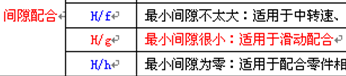 间隙配合 H/f 最小间隙不太大：适用于中转速、
H/g 最小间隙很小：适用于滑动配合
H/h 最小间隙为零：适用于配合零件相